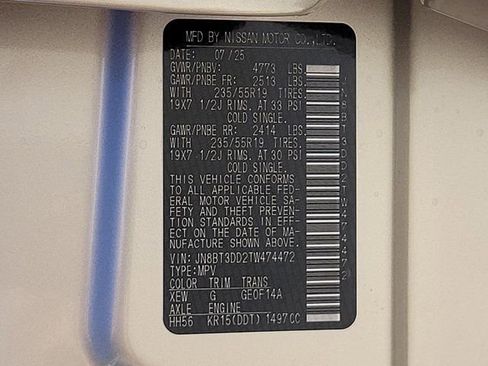 MFD BY NISSAN MOTOR CO.,LTD.
DATE: 07/25
GVWR/PNBV: 4773 LBS.
GAWR/PNBE FR: 2513 LBS.
WITH 235/55R19 TIRES.
19X7 1/2J RIMS. AT 33 PSI
COLD SINGLE.
GAWR/PNBE RR: 2414 LBS.
WITH 235/55R19 TIRES.
19X7 1/2J RIMS. AT 30 PSI
COLD SINGLE.
THIS VEHICLE CONFORMS
TO ALL APPLICABLE FED-
ERAL MOTOR VEHICLE SA-
FETY AND THEFT PREVEN-
TION STANDARDS IN EFF-
ECT ON THE DATE OF MA-
NUFACTURE SHOWN ABOVE.
VIN: JN8BT3DD2TW474472
TYPE:MPV
COLOR TRIM TRANS
XEW G GEOF14A
AXLE ENGINE
HH56 KR15(DDT) 1497CC
JN8BT3DD2TW474472